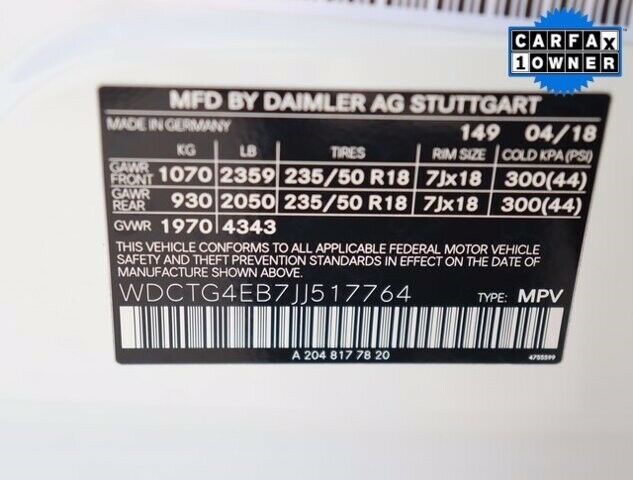 CARFAX
1 OWNER
MFD BY DAIMLER AG STUTTGART
MADE IN GERMANY 149 04/18
KG LB TIRES RIM SIZE COLD KPA (PSI)
GAWR FRONT 1070 2359 235/50 R18 7Jx18 300(44)
GAWR REAR 930 2050 235/50 R18 7Jx18 300(44)
GVWR 1970 4343
THIS VEHICLE CONFORMS TO ALL APPLICABLE FEDERAL MOTOR VEHICLE
SAFETY AND THEFT PREVENTION STANDARDS IN EFFECT ON THE DATE OF
MANUFACTURE SHOWN ABOVE.
WDCTG4EB7JJ517764 TYPE: MPV
A 204 817 78 20 4755599